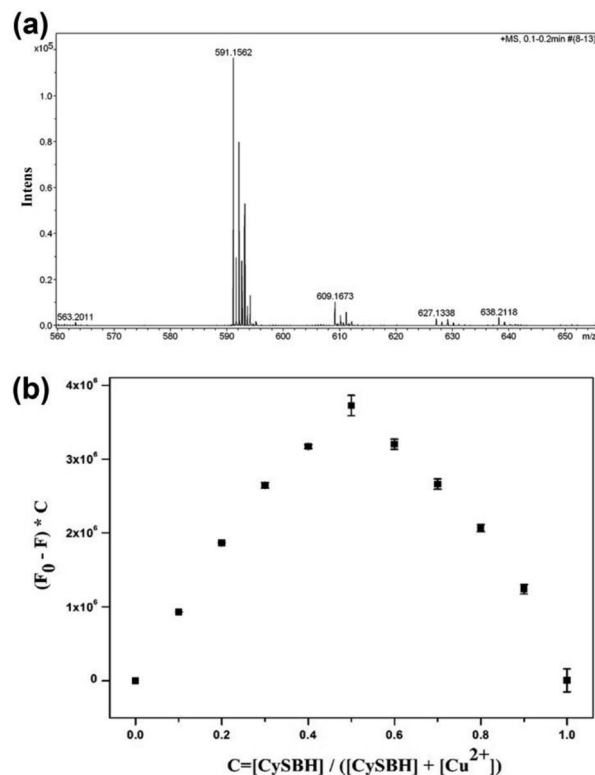 (a)
+MS, 0.1-0.2min #(8-13)
x10⁵
591.1562
1.0
0.8
0.6
0.4
0.2
0.0
Intens
563.2011
609.1673
627.1338
638.2118
560 570 580 590 600 610 620 630 640 650 m/z
(b)
4x10⁶
3x10⁶
2x10⁶
1x10⁶
0
(F₀ - F) * C
0.0 0.2 0.4 0.6 0.8 1.0
C=[CySBH] / ([CySBH] + [Cu²⁺])